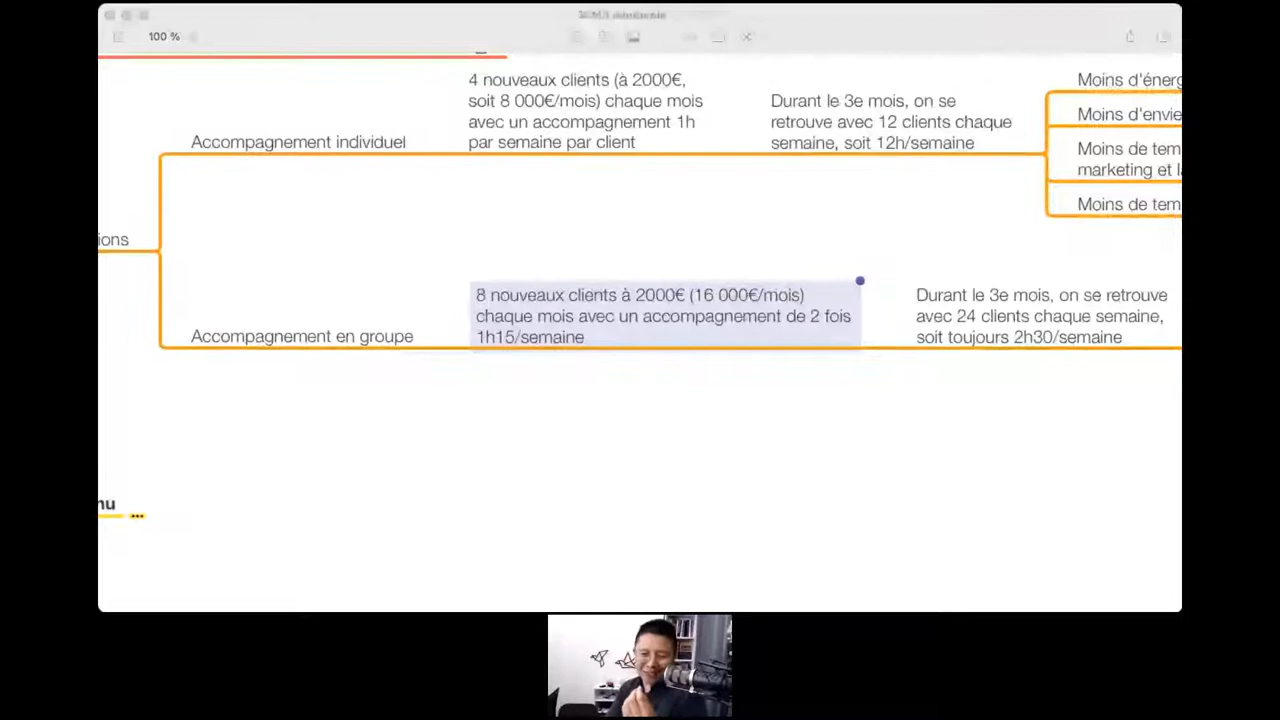 100 %
4 nouveaux clients (à 2000€,
soit 8 000€/mois) chaque mois
avec un accompagnement 1h
par semaine par client
Accompagnement individuel
Durant le 3e mois, on se
retrouve avec 12 clients chaque
semaine, soit 12h/semaine
Moins d'énerg
Moins d'envie
Moins de tem
marketing et l
Moins de tem
ions
8 nouveaux clients à 2000€ (16 000€/mois)
chaque mois avec un accompagnement de 2 fois
1h15/semaine
Accompagnement en groupe
Durant le 3e mois, on se retrouve
avec 24 clients chaque semaine,
soit toujours 2h30/semaine
nu